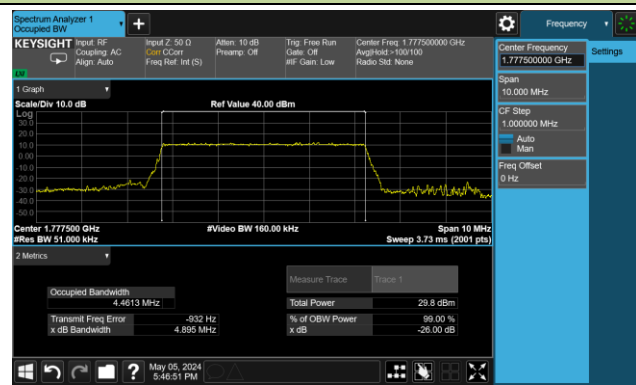 Spectrum Analyzer 1
Occupied BW
Frequency
KEYSIGHT
Input: RF
Coupling: AC
Align: Auto
Input Z: 50 Ω
Corr CCorr
Freq Ref: Int (S)
Atten: 10 dB
Preamp: Off
Trig: Free Run
Gate: Off
#IF Gain: Low
Center Freq: 1.777500000 GHz
Avg|Hold:>100/100
Radio Std: None
LU
Center Frequency
1.777500000 GHz
Settings
Span
10.000 MHz
CF Step
1.000000 MHz
Auto
Man
Freq Offset
0 Hz
1 Graph
Scale/Div 10.0 dB
Ref Value 40.00 dBm
Log
30.0
20.0
10.0
0.00
-10.0
-20.0
-30.0
-40.0
-50.0
Center 1.777500 GHz
#Video BW 160.00 kHz
Span 10 MHz
#Res BW 51.000 kHz
Sweep 3.73 ms (2001 pts)
2 Metrics
Measure Trace
Trace 1
Occupied Bandwidth
4.4613 MHz
Total Power
29.8 dBm
Transmit Freq Error
-932 Hz
% of OBW Power
99.00 %
x dB Bandwidth
4.895 MHz
x dB
-26.00 dB
?
May 05, 2024
5:46:51 PM